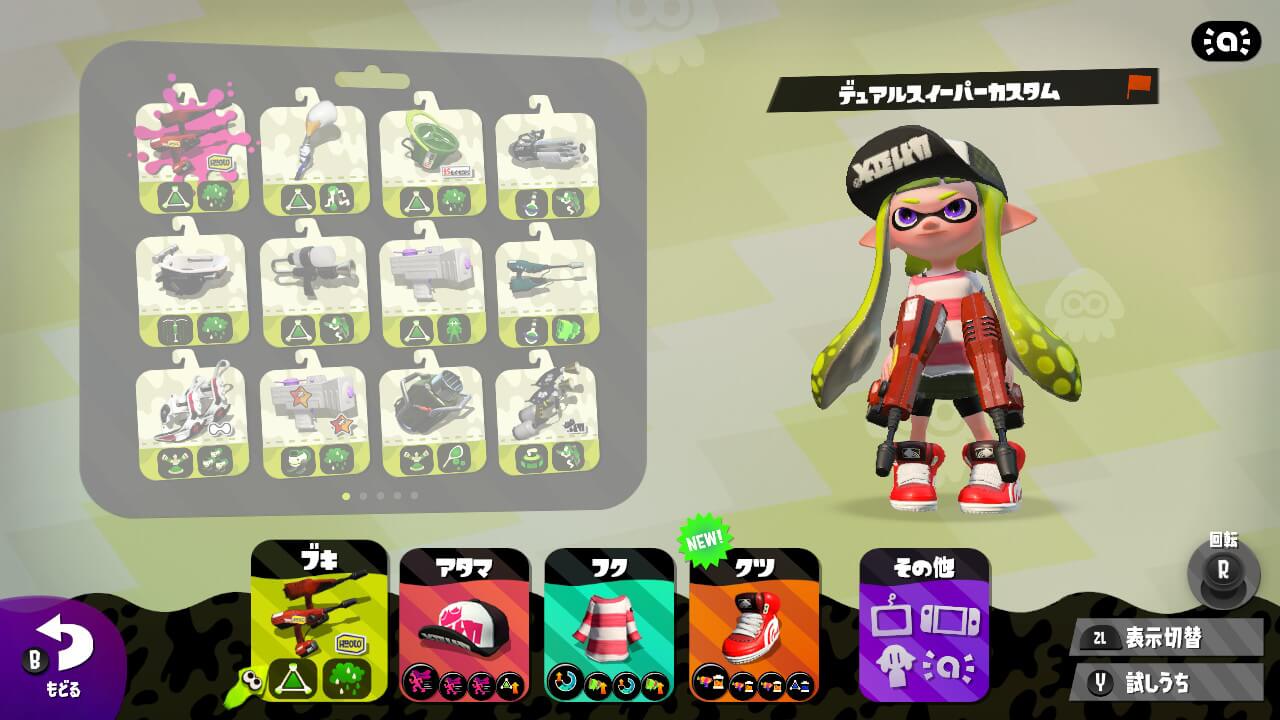 デュアルスイーパーカスタム
NEW!
ブキ
アタマ
フク
クツ
その他
回転
R
ZL 表示切替
Y 試しうち
B
もどる